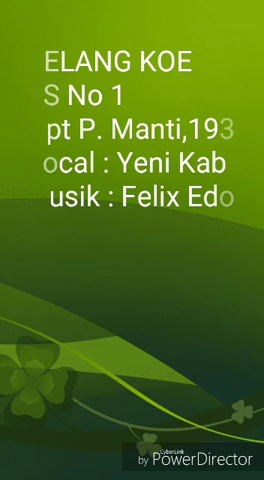 ELANG KOE
S No 1
pt P. Manti,193
ocal : Yeni Kab
usik : Felix Edo
CyberLink
by PowerDirector